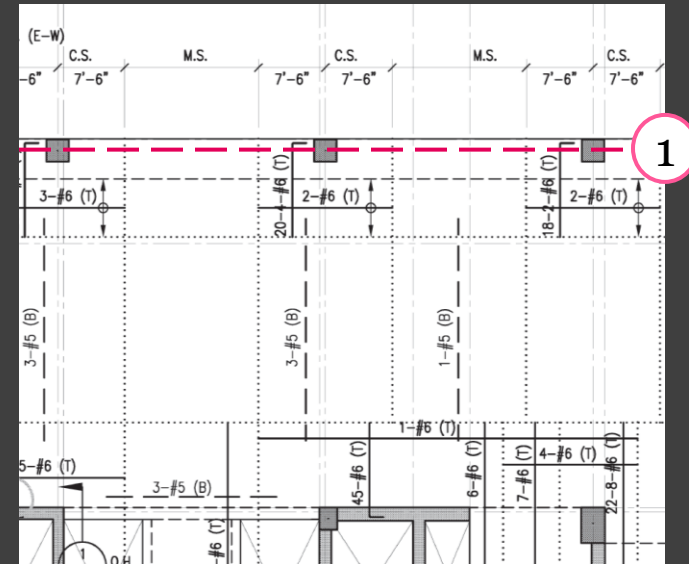 (E-W)
C.S. M.S. C.S. M.S. C.S.
-6" 7'-6" 7'-6" 7'-6" 7'-6" 7'-6"
1
3-#6 (T) 20-4-#6 (T) 2-#6 (T) 18-2-#6 (T) 2-#6 (T)
3-#5 (B) 3-#5 (B) 1-#5 (B)
1-#6 (T)
5-#6 (T) 45-#6 (T) 6-#6 (T) 7-#6 (T) 4-#6 (T) 22-8-#6 (T)
3-#5 (B)
-#6 (T)
1